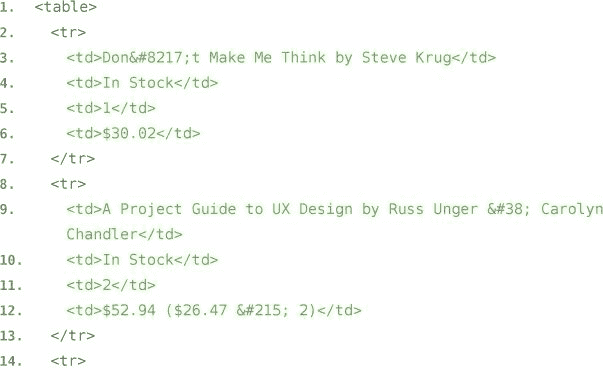 1. <table>
2. <tr>
3. <td>Don&#8217;t Make Me Think by Steve Krug</td>
4. <td>In Stock</td>
5. <td>1</td>
6. <td>$30.02</td>
7. </tr>
8. <tr>
9. <td>A Project Guide to UX Design by Russ Unger &#38; Carolyn
Chandler</td>
10. <td>In Stock</td>
11. <td>2</td>
12. <td>$52.94 ($26.47 &#215; 2)</td>
13. </tr>
14. <tr>